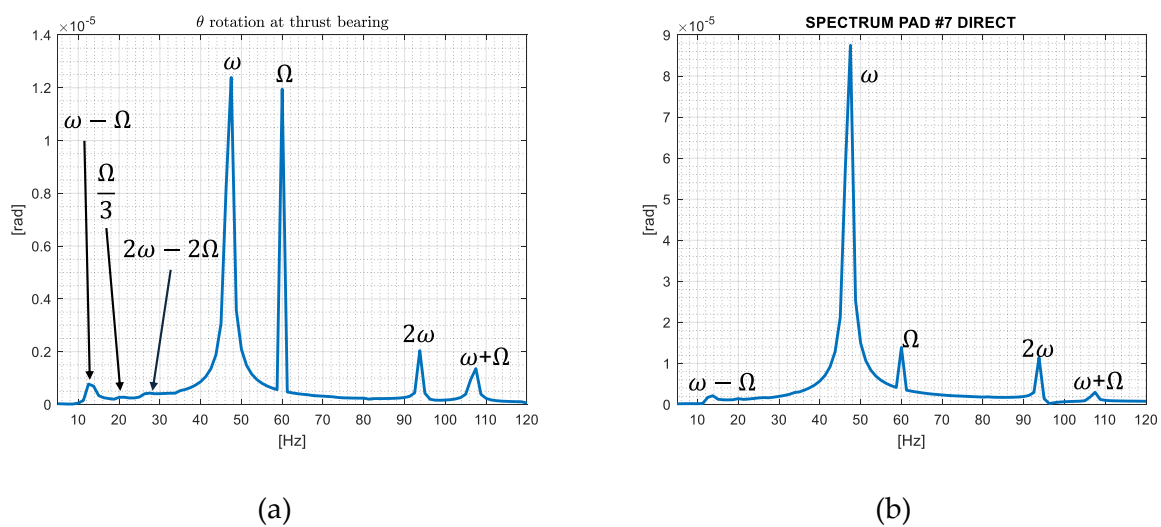 θ rotation at thrust bearing
×10⁻⁵
1.4
1.2
1
0.8
0.6
0.4
0.2
0
[rad]
ω
Ω
ω − Ω
Ω/3
2ω − 2Ω
2ω
ω+Ω
10 20 30 40 50 60 70 80 90 100 110 120
[Hz]
(a)
SPECTRUM PAD #7 DIRECT
×10⁻⁵
9
8
7
6
5
4
3
2
1
0
[rad]
ω
Ω
2ω
ω − Ω
ω+Ω
10 20 30 40 50 60 70 80 90 100 110 120
[Hz]
(b)